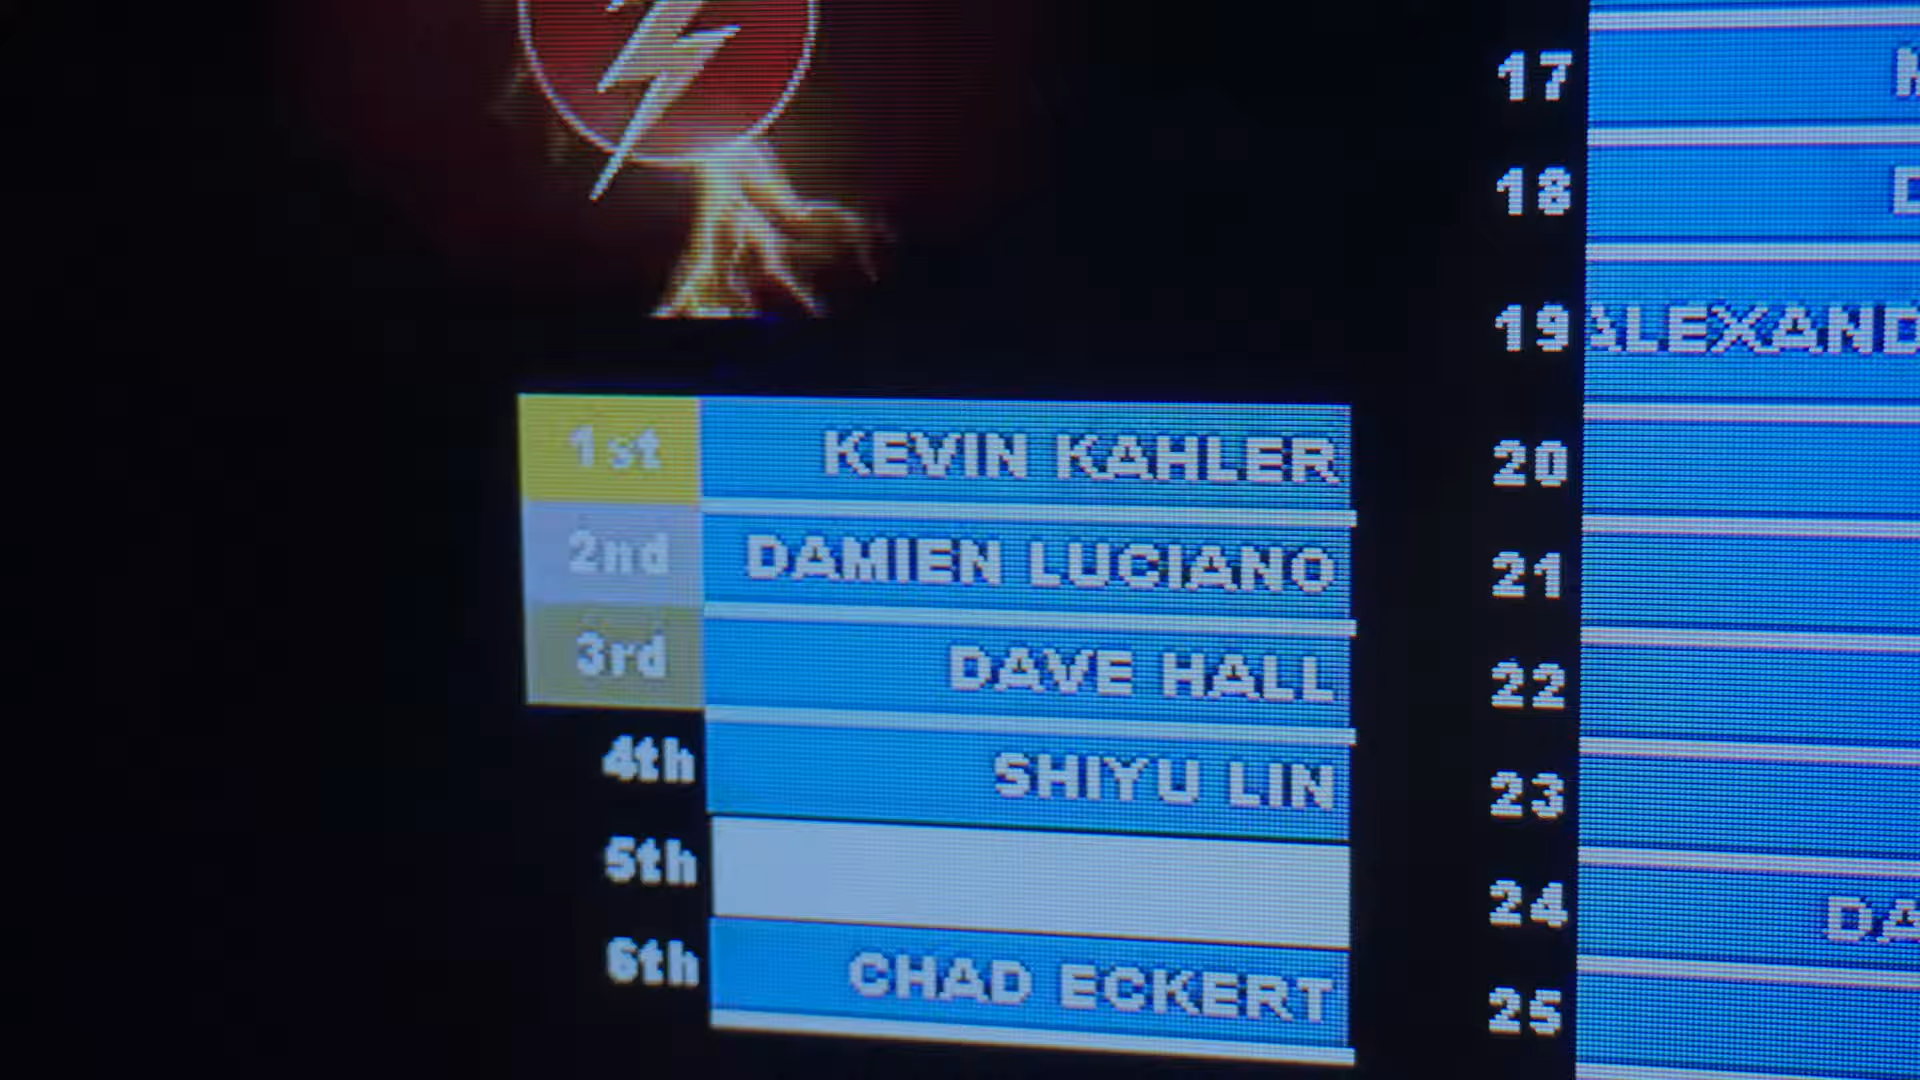 1st KEVIN KAHLER
2nd DAMIEN LUCIANO
3rd DAVE HALL
4th SHIYU LIN
5th
6th CHAD ECKERT
17
18
19 ALEXAND
20
21
22
23
24 DA
25